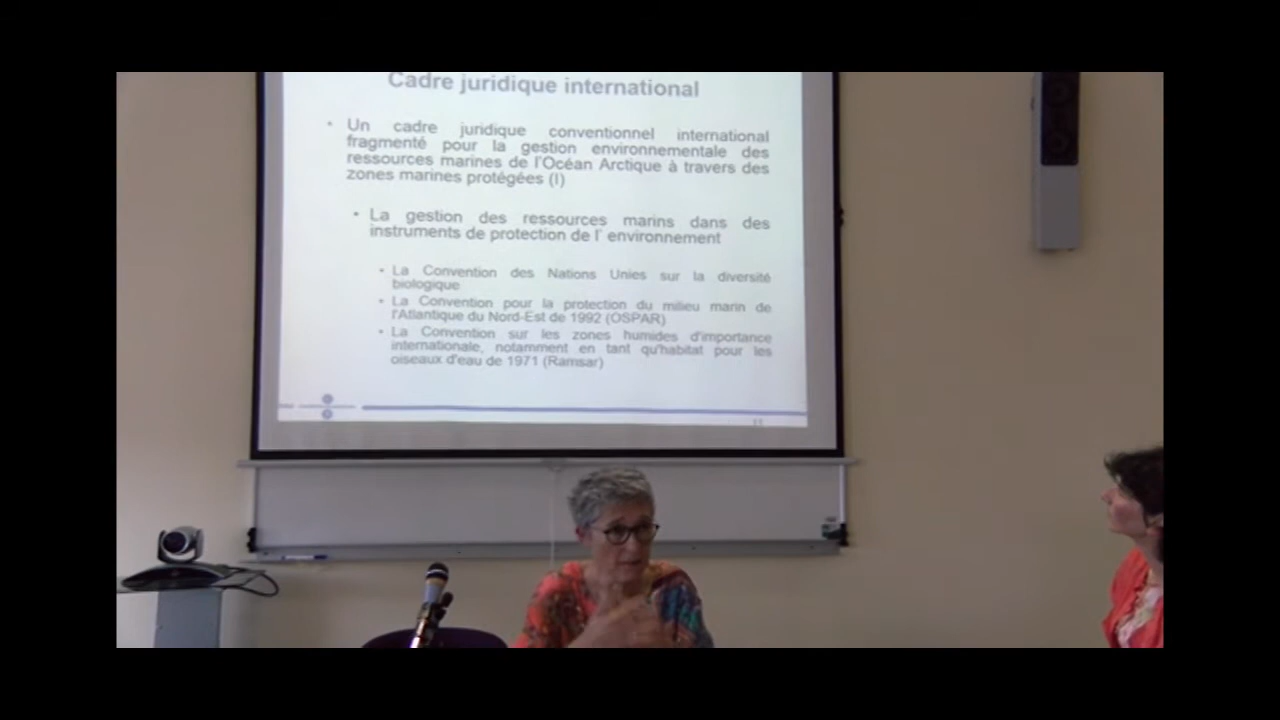 Cadre juridique international
• Un cadre juridique conventionnel international
fragmenté pour la gestion environnementale des
ressources marines de l'Océan Arctique à travers des
zones marines protégées (I)
• La gestion des ressources marins dans des
instruments de protection de l' environnement
• La Convention des Nations Unies sur la diversité
biologique
• La Convention pour la protection du milieu marin de
l'Atlantique du Nord-Est de 1992 (OSPAR)
• La Convention sur les zones humides d'importance
internationale, notamment en tant qu'habitat pour les
oiseaux d'eau de 1971 (Ramsar)